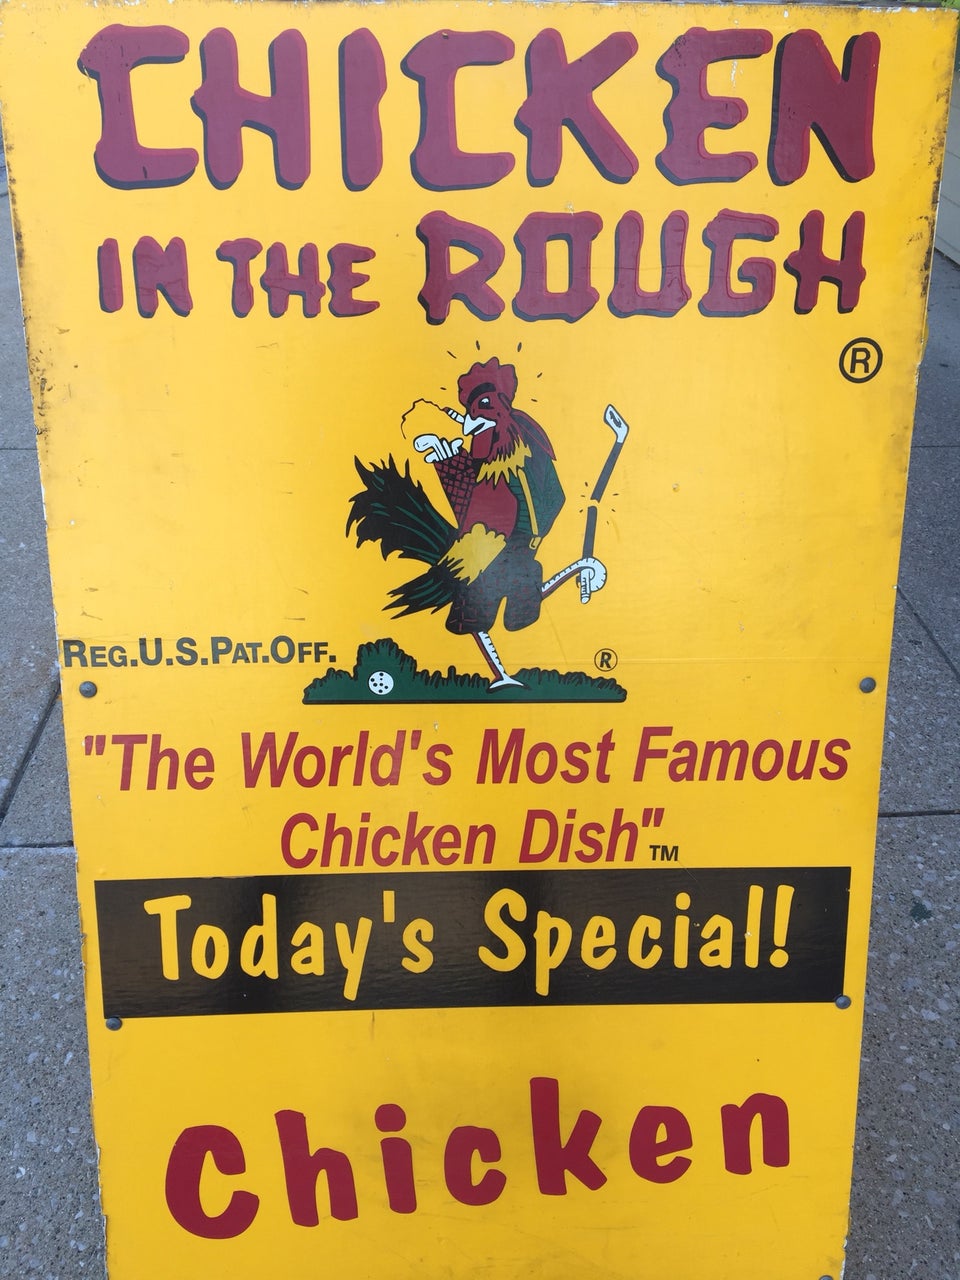 CHICKEN
IN THE ROUGH
®
REG.U.S.PAT.OFF.
®
"The World's Most Famous
Chicken Dish"TM
Today's Special!
Chicken